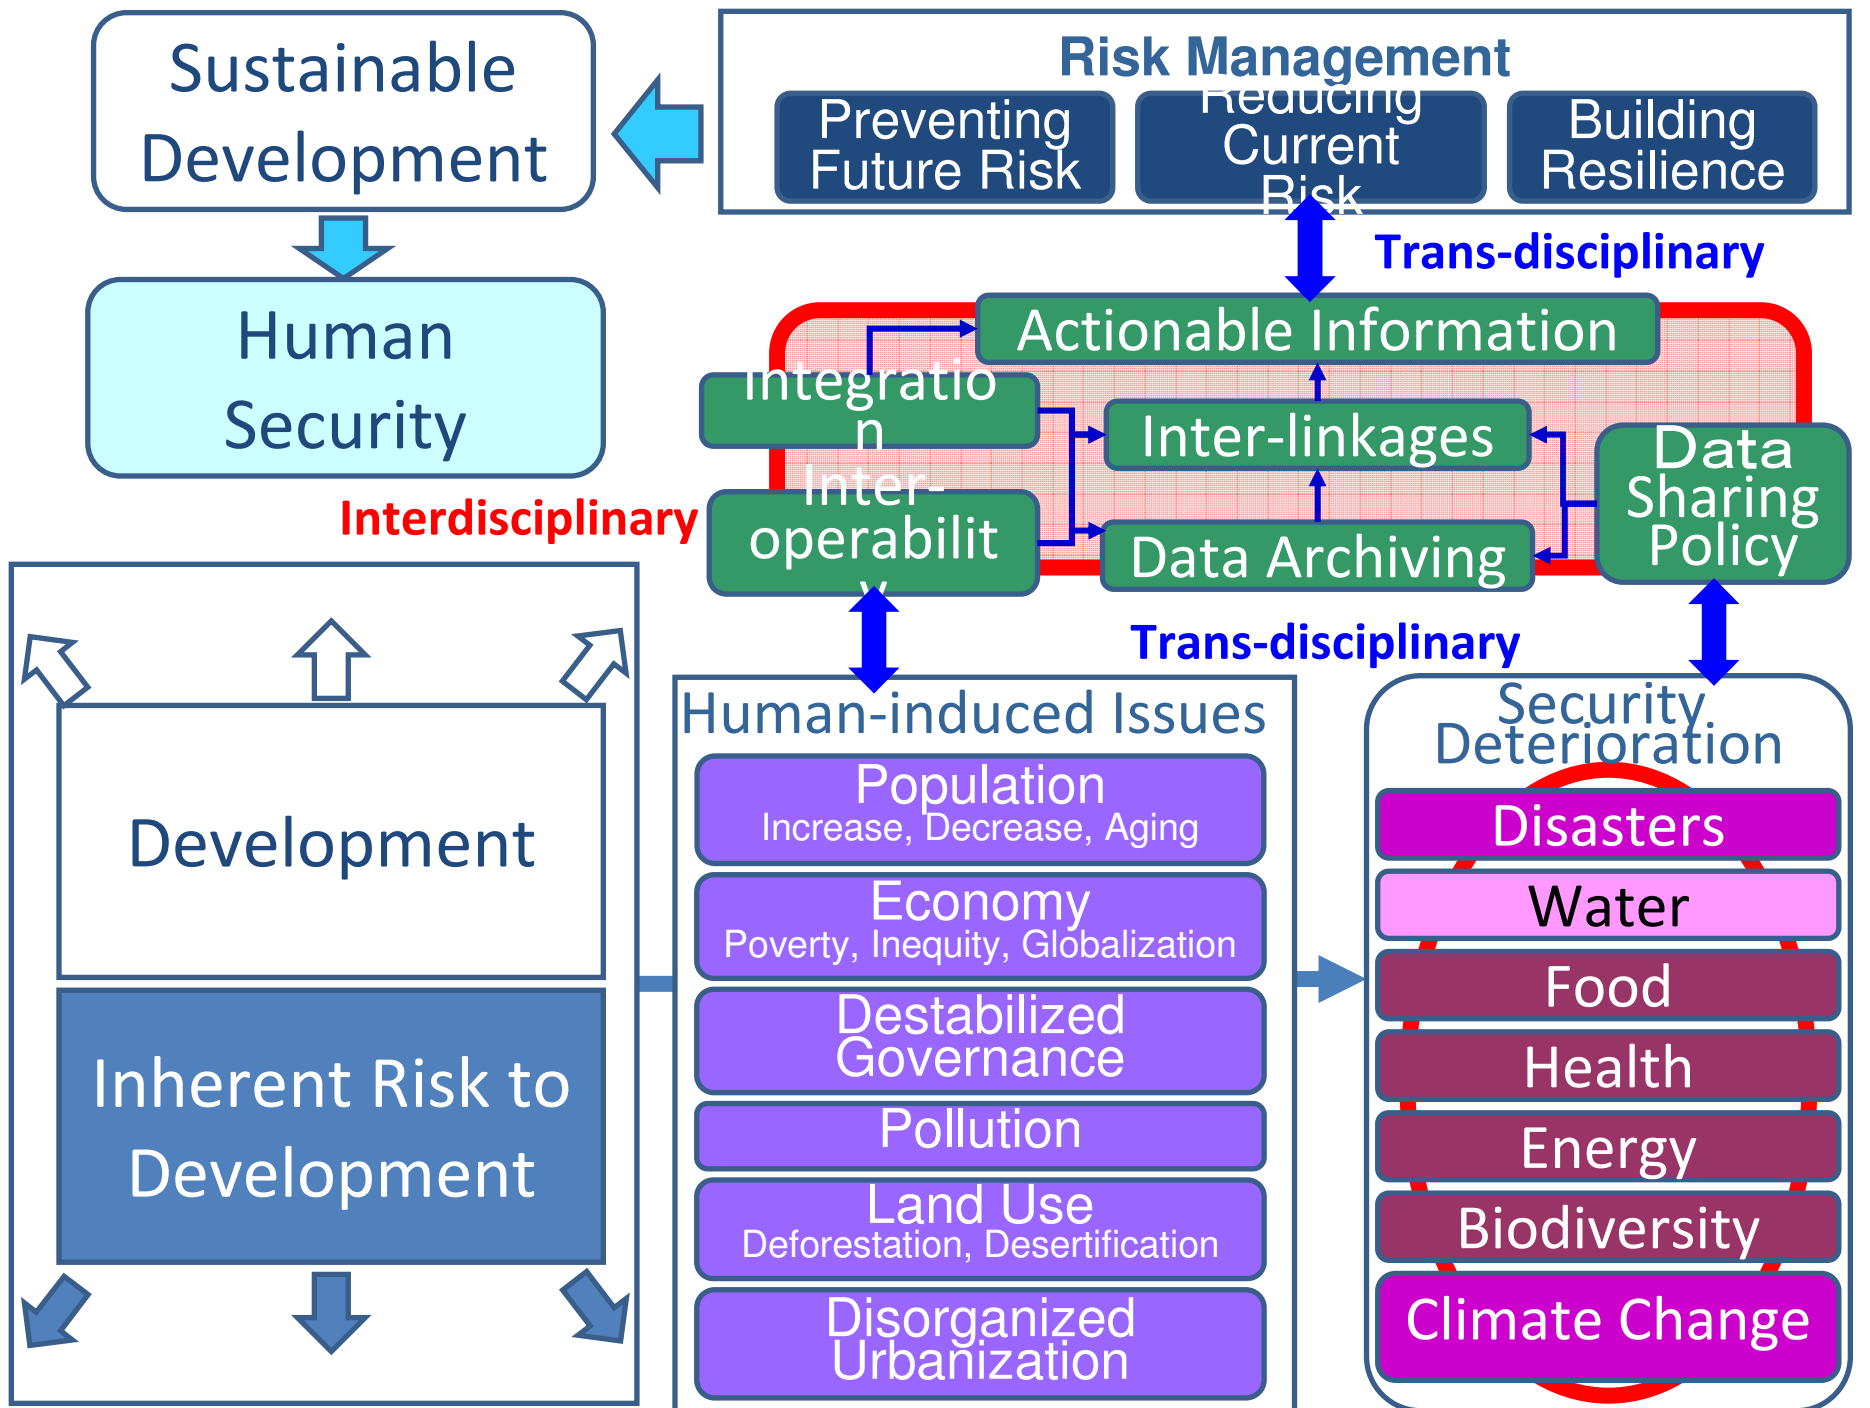 Sustainable
Development
Risk Management
Preventing
Future Risk
Reducing
Current
Risk
Building
Resilience
Trans-disciplinary
Human
Security
Actionable Information
Integratio
n
Inter-linkages
Data
Sharing
Policy
Interdisciplinary
Inter-
operabilit
y
Data Archiving
Trans-disciplinary
Development
Inherent Risk to
Development
Human-induced Issues
Population
Increase, Decrease, Aging
Economy
Poverty, Inequity, Globalization
Destabilized
Governance
Pollution
Land Use
Deforestation, Desertification
Disorganized
Urbanization
Security
Deterioration
Disasters
Water
Food
Health
Energy
Biodiversity
Climate Change